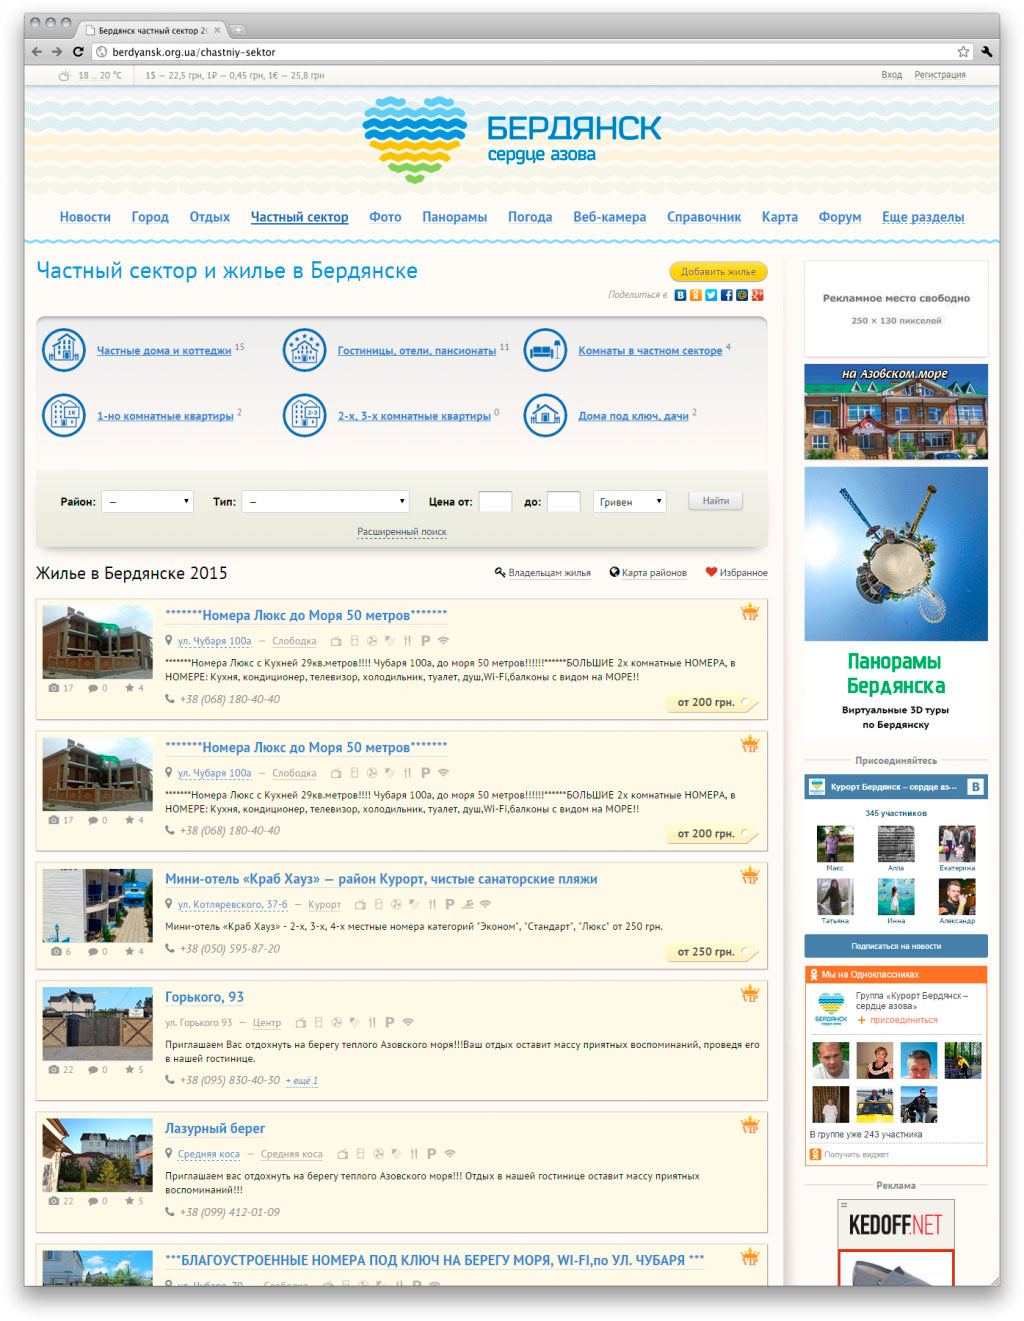 Бердянск частный сектор 20
berdyansk.org.ua/chastniy-sektor
18 .. 20 °C
1$ – 22,5 грн, 1₽ – 0,45 грн, 1€ – 25,8 грн
Вход Регистрация
БЕРДЯНСК
сердце азова
Новости Город Отдых Частный сектор Фото Панорамы Погода Веб-камера Справочник Карта Форум Еще разделы
Частный сектор и жилье в Бердянске
Добавить жилье
Поделиться в
Частные дома и коттеджи 15
Гостиницы, отели, пансионаты 11
Комнаты в частном секторе 4
1-но комнатные квартиры 2
2-х, 3-х комнатные квартиры 0
Дома под ключ, дачи 2
Район: – Тип: – Цена от: до: Гривен Найти
Расширенный поиск
Жилье в Бердянске 2015
Владельцам жилья Карта районов Избранное
*******Номера Люкс до Моря 50 метров*******
VIP
ул. Чубаря 100а – Слободка
*******Номера Люкс с Кухней 29кв.метров!!!! Чубаря 100а, до моря 50 метров!!!!!!******БОЛЬШИЕ 2х комнатные НОМЕРА, в
НОМЕРЕ: Кухня, кондиционер, телевизор, холодильник, туалет, душ,Wi-Fi,балконы с видом на МОРЕ!!
17 0 4
+38 (068) 180-40-40
от 200 грн.
*******Номера Люкс до Моря 50 метров*******
VIP
ул. Чубаря 100а – Слободка
*******Номера Люкс с Кухней 29кв.метров!!!! Чубаря 100а, до моря 50 метров!!!!!!******БОЛЬШИЕ 2х комнатные НОМЕРА, в
НОМЕРЕ: Кухня, кондиционер, телевизор, холодильник, туалет, душ,Wi-Fi,балконы с видом на МОРЕ!!
17 0 4
+38 (068) 180-40-40
от 200 грн.
Мини-отель «Краб Хауз» — район Курорт, чистые санаторские пляжи
VIP
ул. Котляревского, 37-б – Курорт
Мини-отель «Краб Хауз» - 2-х, 3-х, 4-х местные номера категорий "Эконом", "Стандарт", "Люкс" от 250 грн.
6 0 4
+38 (050) 595-87-20
от 250 грн.
Горького, 93
VIP
ул. Горького 93 – Центр
Приглашаем Вас отдохнуть на берегу теплого Азовского моря!!!Ваш отдых оставит массу приятных воспоминаний, проведя его
в нашей гостинице.
22 0 5
+38 (095) 830-40-30 + ещё 1
Лазурный берег
VIP
Средняя коса – Средняя коса
Приглашаем вас отдохнуть на берегу теплого Азовского моря!!! Отдых в нашей гостинице оставит массу приятных
воспоминаний!!!
22 0 5
+38 (099) 412-01-09
***БЛАГОУСТРОЕННЫЕ НОМЕРА ПОД КЛЮЧ НА БЕРЕГУ МОРЯ, WI-FI,по УЛ. ЧУБАРЯ ***
VIP
ул. Чубаря, 70 – Слободка
Рекламное место свободно
250 × 130 пикселей
на Азовском море
Панорамы
Бердянска
Виртуальные 3D туры
по Бердянску
Присоединяйтесь
Курорт Бердянск – сердце аз...
345 участников
Макс Алла Екатерина
Татьяна Инна Александр
Подписаться на новости
Мы на Одноклассниках
Группа «Курорт Бердянск –
сердце азова»
+ присоединиться
БЕРДЯНСК
сердце азова
В группе уже 243 участника
Получить виджет
Реклама
KEDOFF.NET